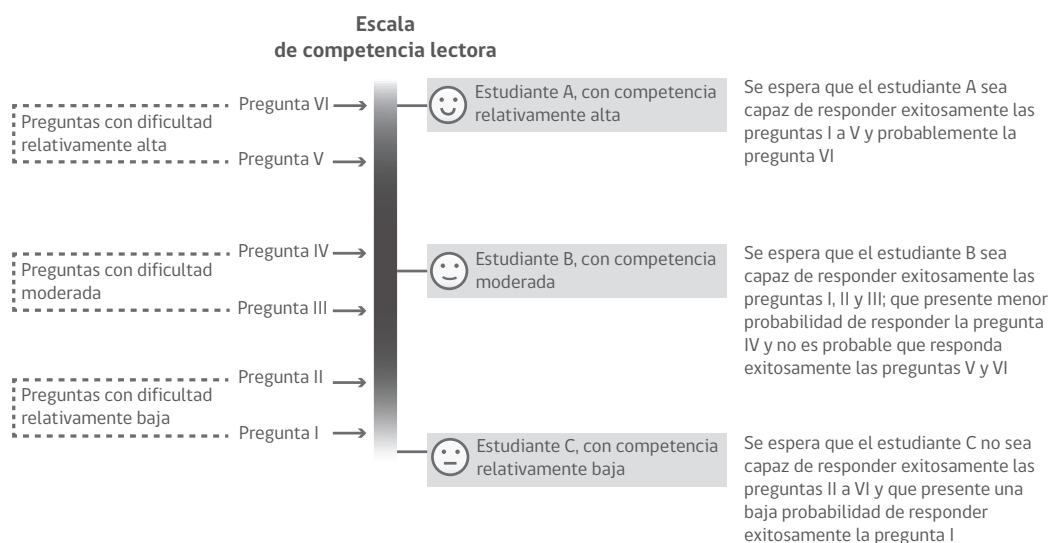 Escala
de competencia lectora
Preguntas con dificultad
relativamente alta
Pregunta VI
Pregunta V
Estudiante A, con competencia
relativamente alta
Se espera que el estudiante A sea
capaz de responder exitosamente las
preguntas I a V y probablemente la
pregunta VI
Preguntas con dificultad
moderada
Pregunta IV
Pregunta III
Estudiante B, con competencia
moderada
Se espera que el estudiante B sea
capaz de responder exitosamente las
preguntas I, II y III; que presente menor
probabilidad de responder la pregunta
IV y no es probable que responda
exitosamente las preguntas V y VI
Preguntas con dificultad
relativamente baja
Pregunta II
Pregunta I
Estudiante C, con competencia
relativamente baja
Se espera que el estudiante C no sea
capaz de responder exitosamente las
preguntas II a VI y que presente una
baja probabilidad de responder
exitosamente la pregunta I